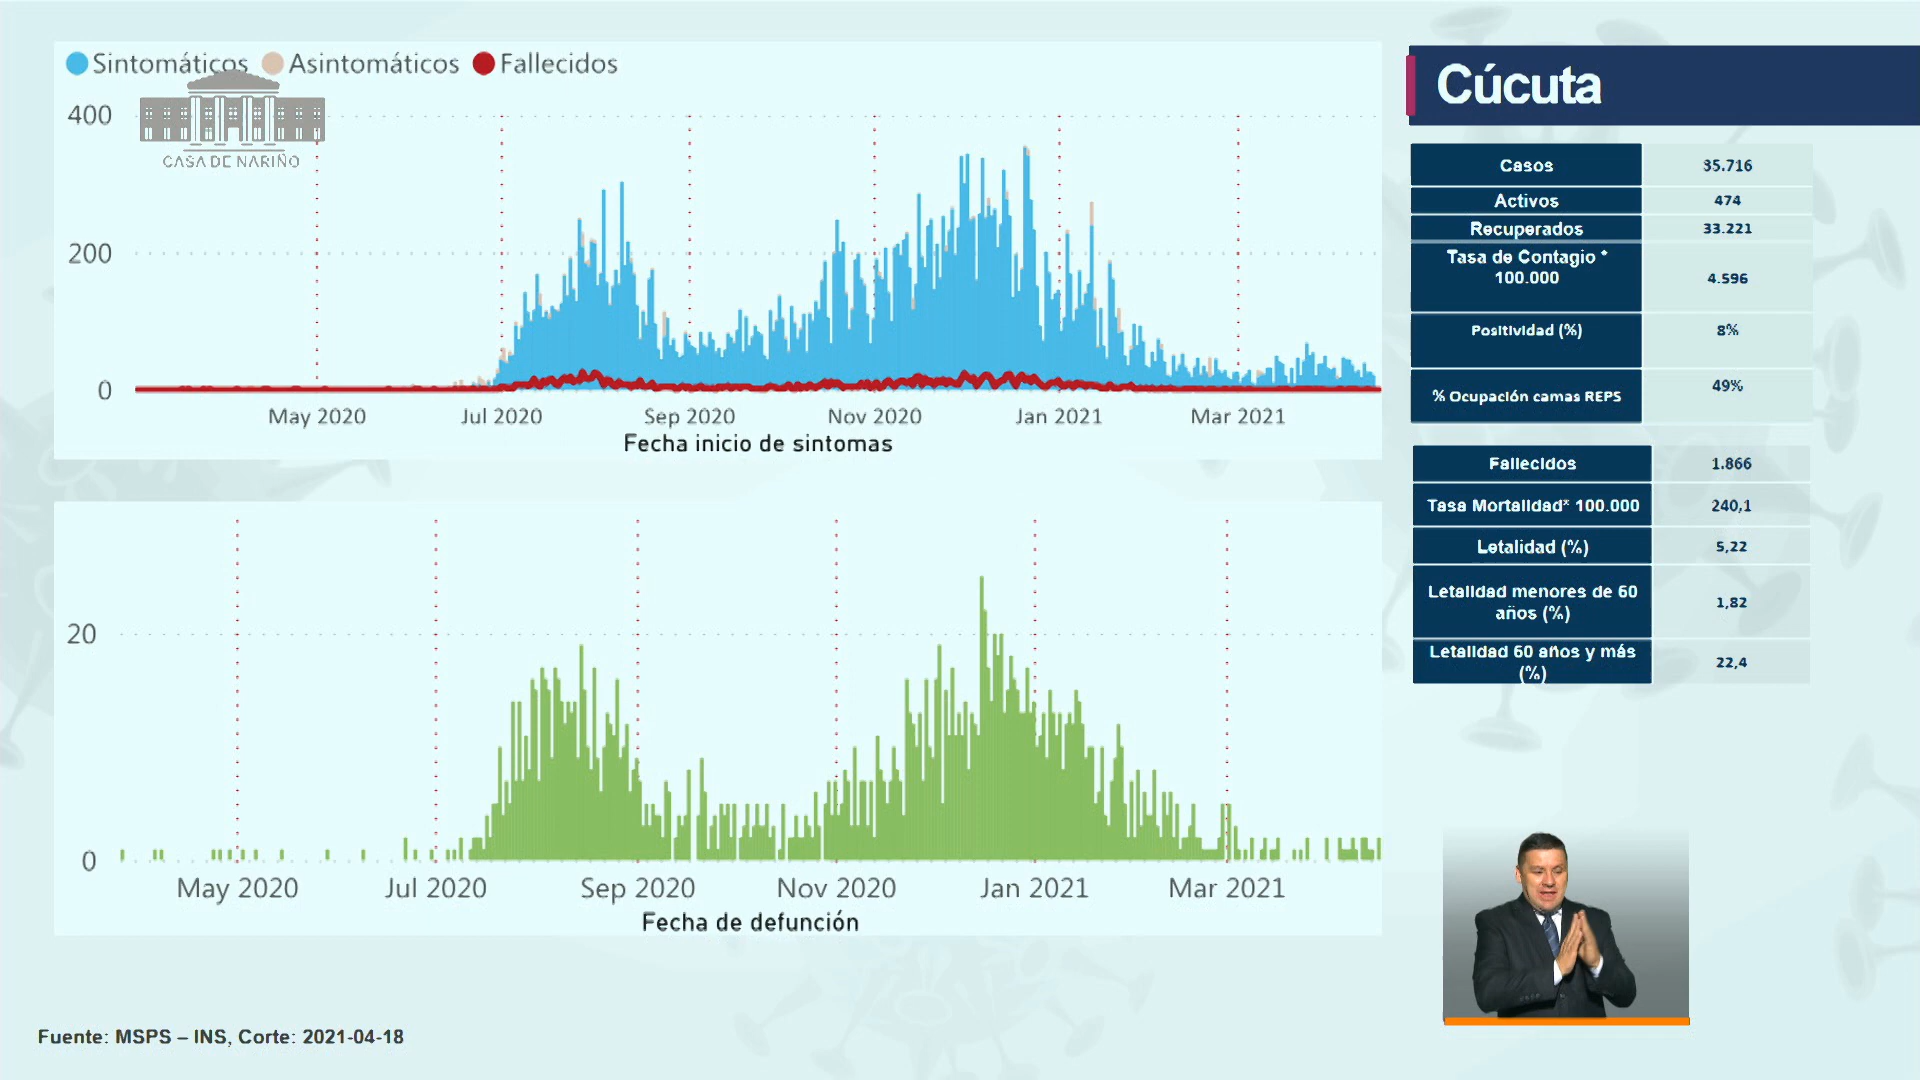 Sintomáticos Asintomáticos Fallecidos
CASA DE NARIÑO
400
200
0
May 2020 Jul 2020 Sep 2020 Nov 2020 Jan 2021 Mar 2021
Fecha inicio de sintomas
20
0
May 2020 Jul 2020 Sep 2020 Nov 2020 Jan 2021 Mar 2021
Fecha de defunción
Fuente: MSPS – INS, Corte: 2021-04-18
Cúcuta
Casos 35.716
Activos 474
Recuperados 33.221
Tasa de Contagio *
100.000 4.596
Positividad (%) 8%
% Ocupación camas REPS 49%
Fallecidos 1.866
Tasa Mortalidad* 100.000 240,1
Letalidad (%) 5,22
Letalidad menores de 60
años (%) 1,82
Letalidad 60 años y más
(%) 22,4